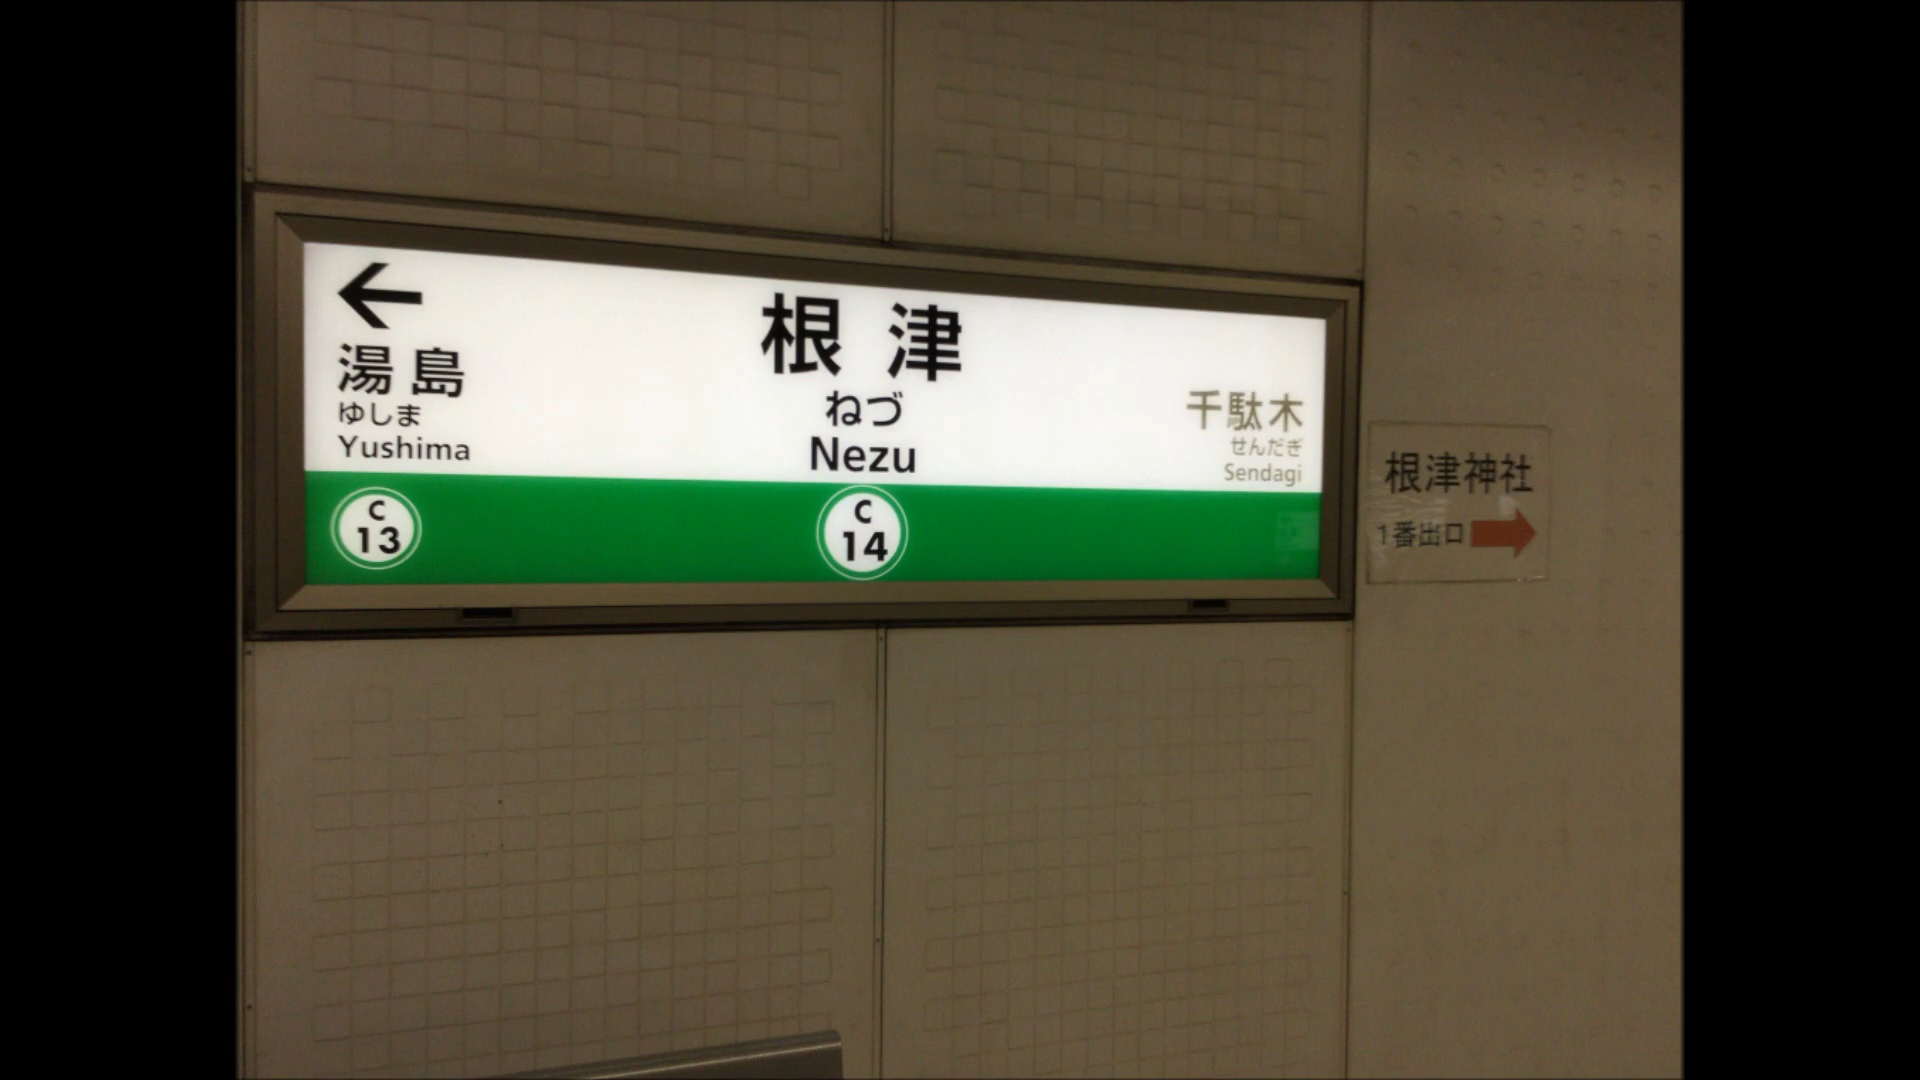 ←
湯島
ゆしま
Yushima
C
13
根津
ねづ
Nezu
C
14
千駄木
せんだぎ
Sendagi
根津神社
1番出口